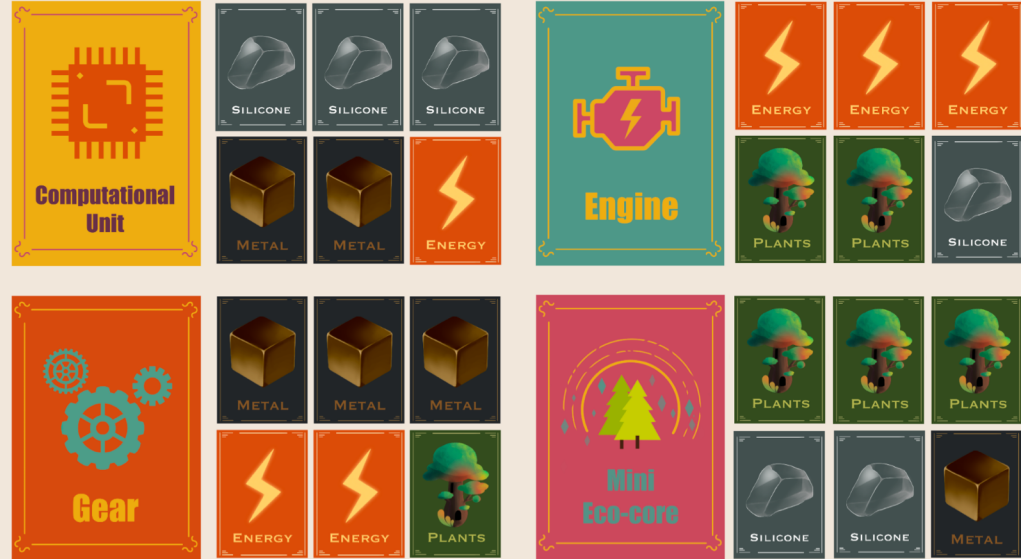 Computational
Unit
SILICONE
SILICONE
SILICONE
METAL
METAL
ENERGY
Engine
ENERGY
ENERGY
ENERGY
PLANTS
PLANTS
SILICONE
Gear
METAL
METAL
METAL
ENERGY
ENERGY
PLANTS
Mini
Eco-core
PLANTS
PLANTS
PLANTS
SILICONE
SILICONE
METAL